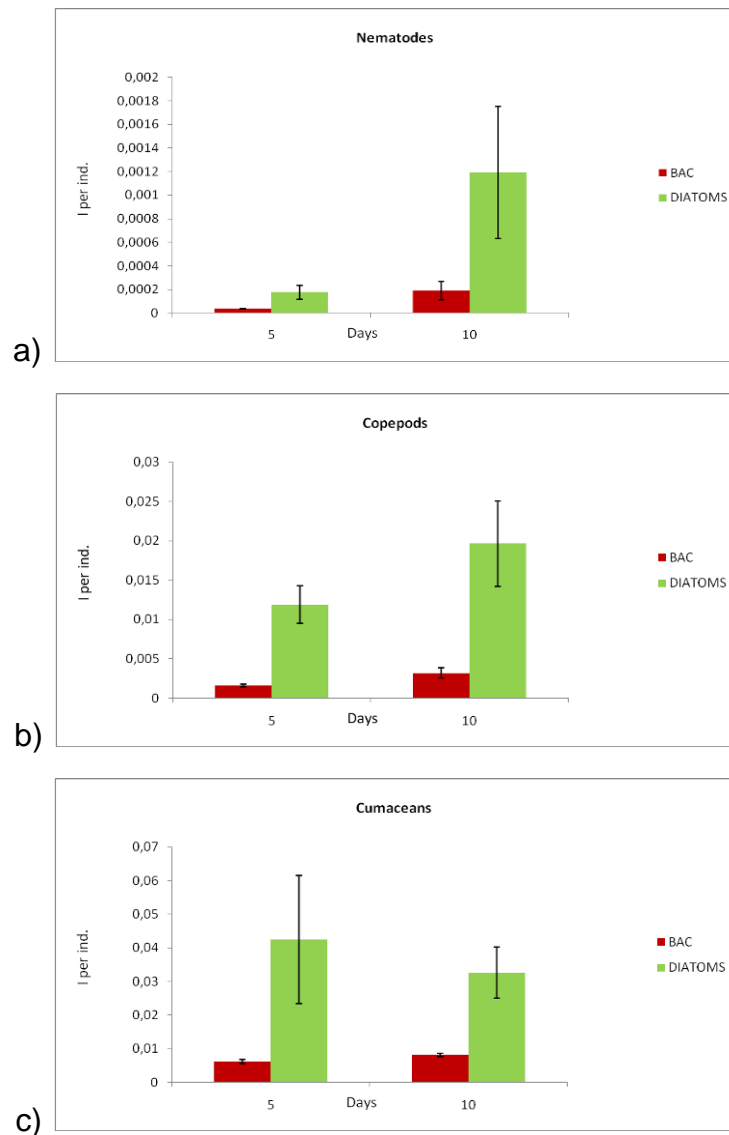 Nematodes
0,002
0,0018
0,0016
0,0014
0,0012
0,001
0,0008
0,0006
0,0004
0,0002
0
I per ind.
5 Days 10
BAC
DIATOMS
a)
Copepods
0,03
0,025
0,02
0,015
0,01
0,005
0
I per ind.
5 Days 10
BAC
DIATOMS
b)
Cumaceans
0,07
0,06
0,05
0,04
0,03
0,02
0,01
0
I per ind.
5 Days 10
BAC
DIATOMS
c)